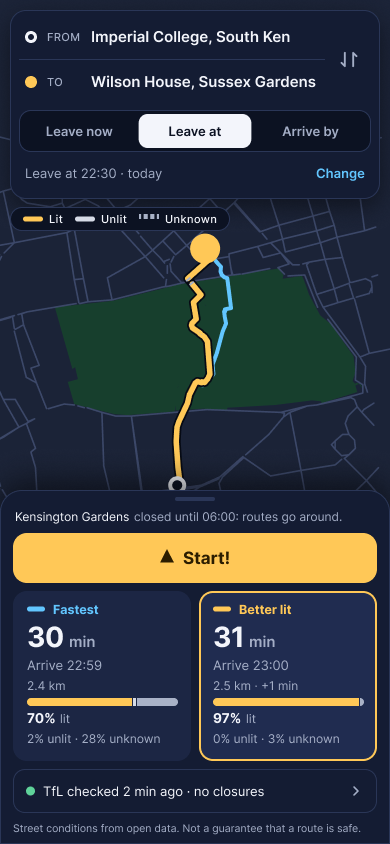 FROM Imperial College, South Ken
TO Wilson House, Sussex Gardens
Leave now Leave at Arrive by
Leave at 22:30 · today Change
Lit Unlit Unknown
Kensington Gardens closed until 06:00: routes go around.
Start!
Fastest
30 min
Arrive 22:59
2.4 km
70% lit
2% unlit · 28% unknown
Better lit
31 min
Arrive 23:00
2.5 km · +1 min
97% lit
0% unlit · 3% unknown
TfL checked 2 min ago · no closures
Street conditions from open data. Not a guarantee that a route is safe.